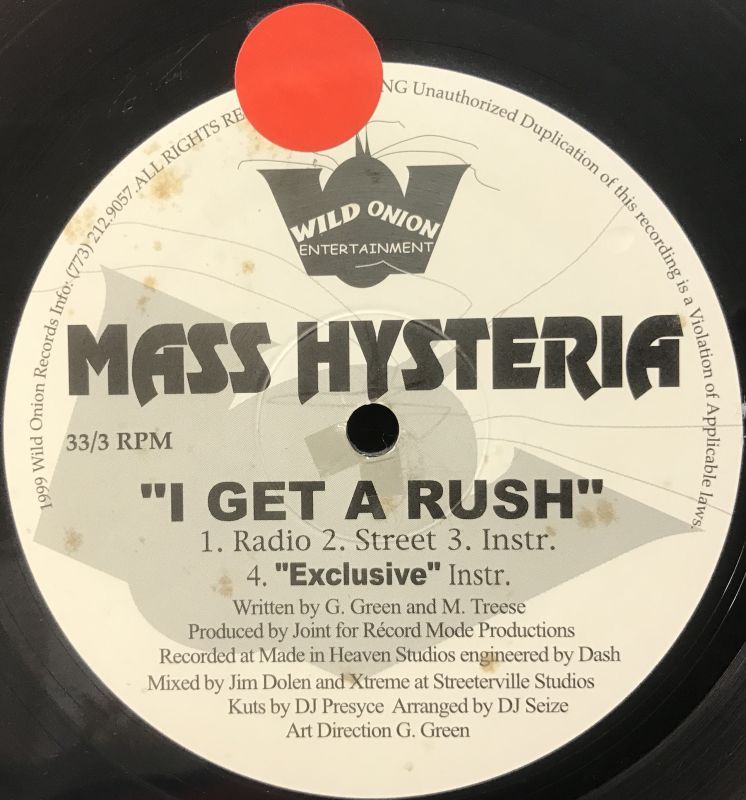 1999 Wild Onion Records Info: (773) 212.9057 .ALL RIGHTS RE
NG Unauthorized Duplication of this recording is a Violation of Applicable laws.
WILD ONION
ENTERTAINMENT
MASS HYSTERIA
33/3 RPM
"I GET A RUSH"
1. Radio 2. Street 3. Instr.
4. "Exclusive" Instr.
Written by G. Green and M. Treese
Produced by Joint for Récord Mode Productions
Recorded at Made in Heaven Studios engineered by Dash
Mixed by Jim Dolen and Xtreme at Streeterville Studios
Kuts by DJ Presyce Arranged by DJ Seize
Art Direction G. Green